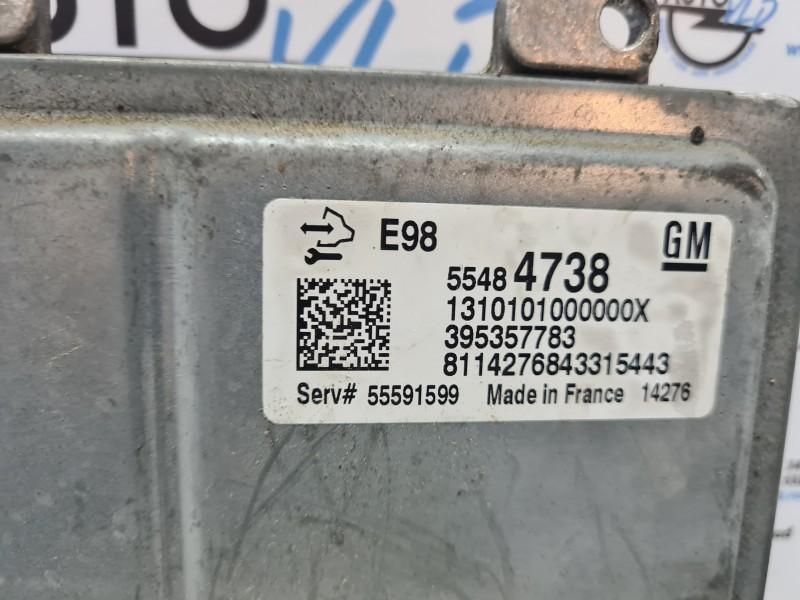 E98
GM
5548 4738
1310101000000X
395357783
8114276843315443
Serv# 55591599 Made in France 14276